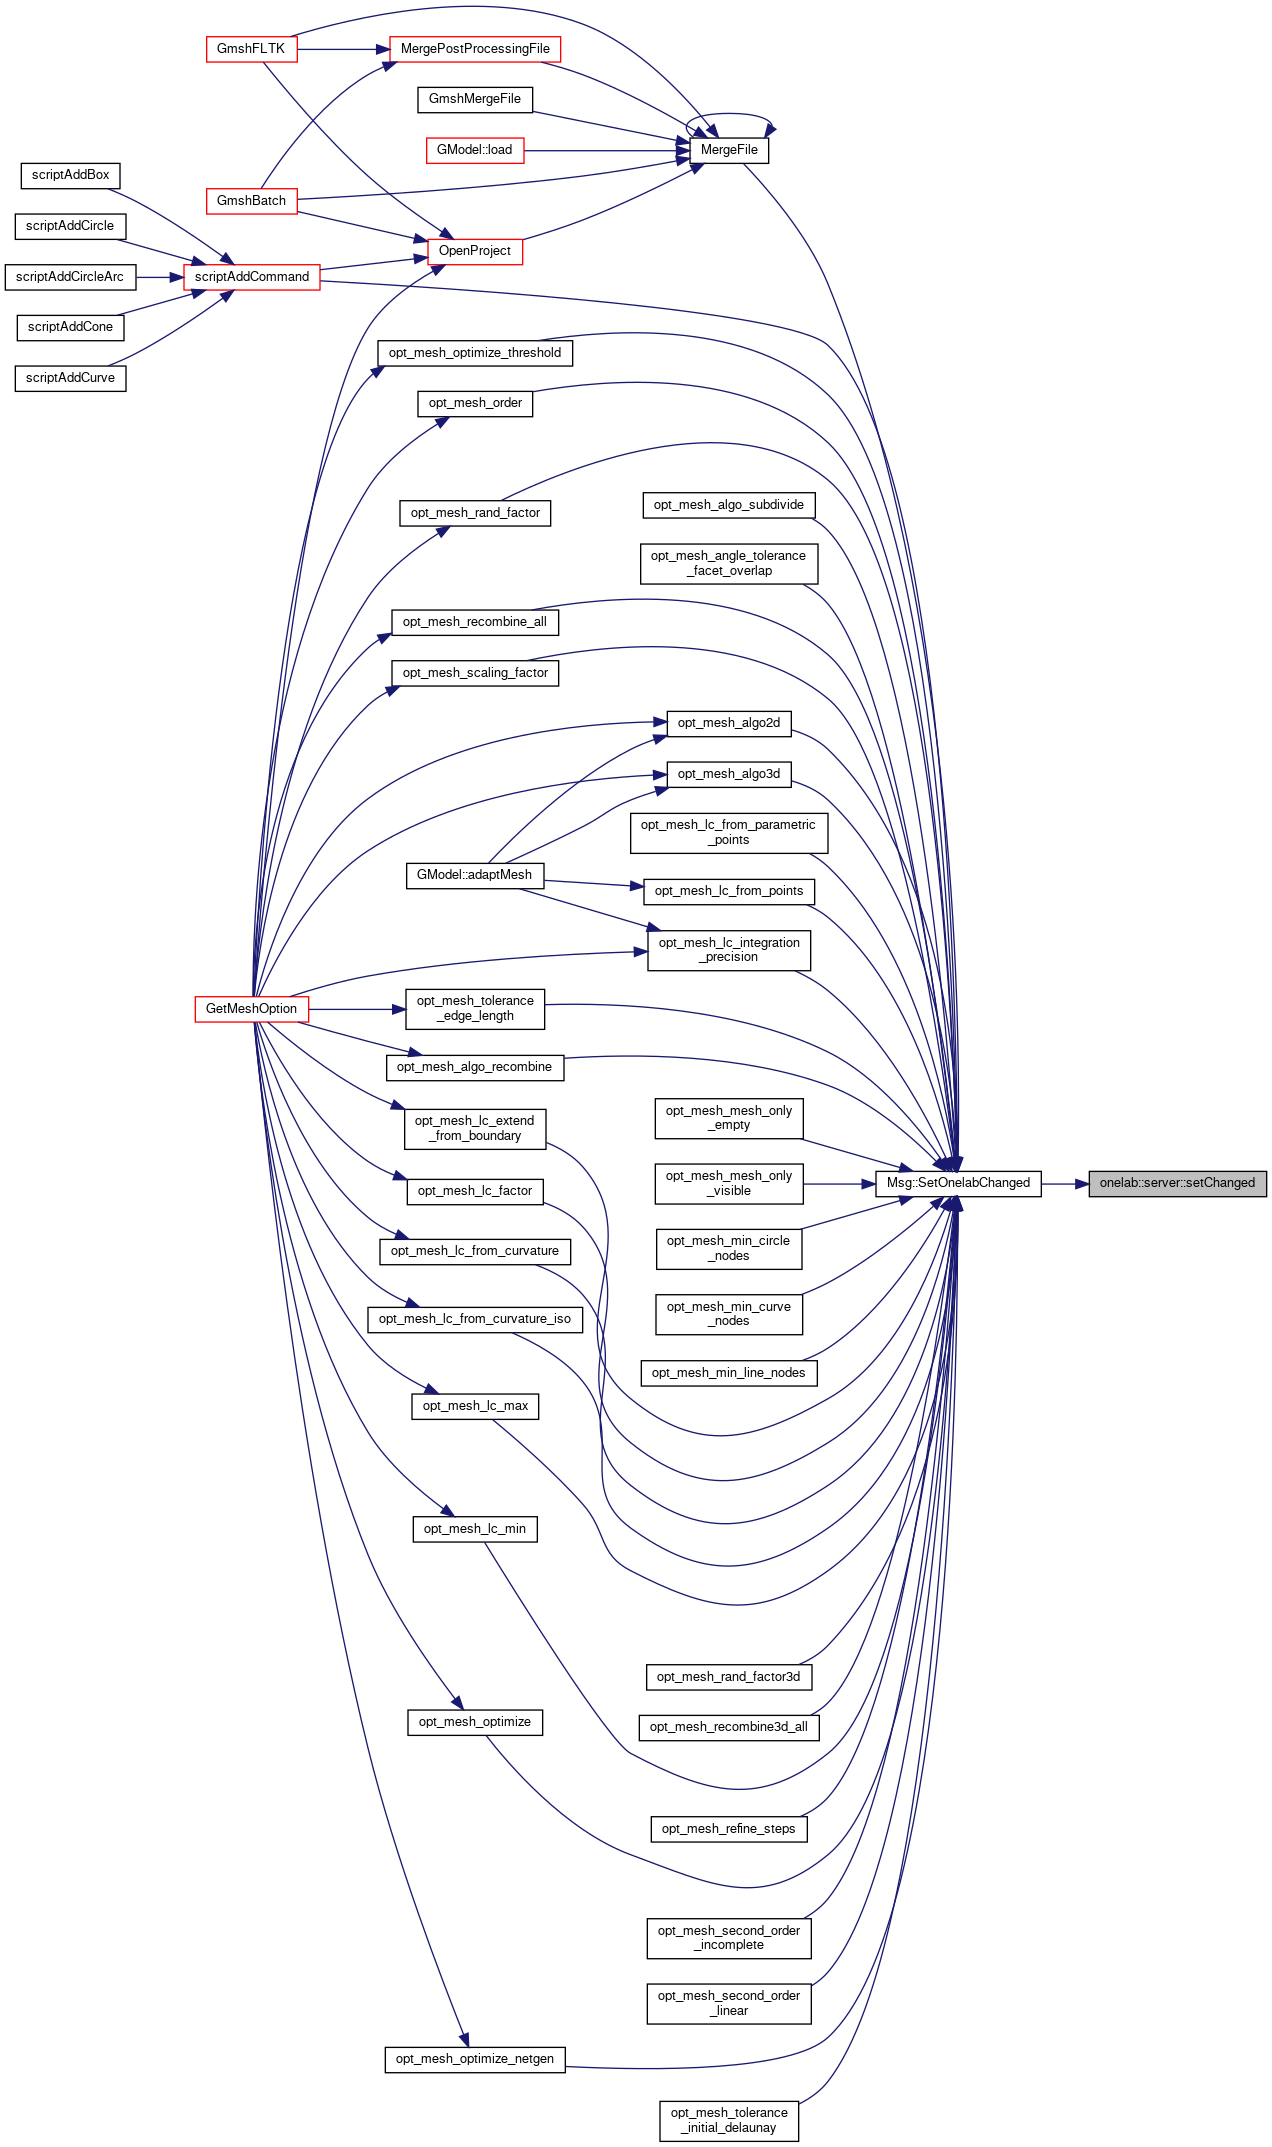 GmshFLTK
MergePostProcessingFile
GmshMergeFile
GModel::load
MergeFile
scriptAddBox
GmshBatch
scriptAddCircle
OpenProject
scriptAddCircleArc
scriptAddCommand
scriptAddCone
opt_mesh_optimize_threshold
scriptAddCurve
opt_mesh_order
opt_mesh_rand_factor
opt_mesh_algo_subdivide
opt_mesh_angle_tolerance
_facet_overlap
opt_mesh_recombine_all
opt_mesh_scaling_factor
opt_mesh_algo2d
opt_mesh_algo3d
opt_mesh_lc_from_parametric
_points
GModel::adaptMesh
opt_mesh_lc_from_points
opt_mesh_lc_integration
_precision
GetMeshOption
opt_mesh_tolerance
_edge_length
opt_mesh_algo_recombine
opt_mesh_mesh_only
_empty
opt_mesh_lc_extend
_from_boundary
opt_mesh_mesh_only
_visible
Msg::SetOnelabChanged
onelab::server::setChanged
opt_mesh_lc_factor
opt_mesh_min_circle
_nodes
opt_mesh_lc_from_curvature
opt_mesh_min_curve
_nodes
opt_mesh_lc_from_curvature_iso
opt_mesh_min_line_nodes
opt_mesh_lc_max
opt_mesh_lc_min
opt_mesh_rand_factor3d
opt_mesh_optimize
opt_mesh_recombine3d_all
opt_mesh_refine_steps
opt_mesh_second_order
_incomplete
opt_mesh_second_order
_linear
opt_mesh_optimize_netgen
opt_mesh_tolerance
_initial_delaunay